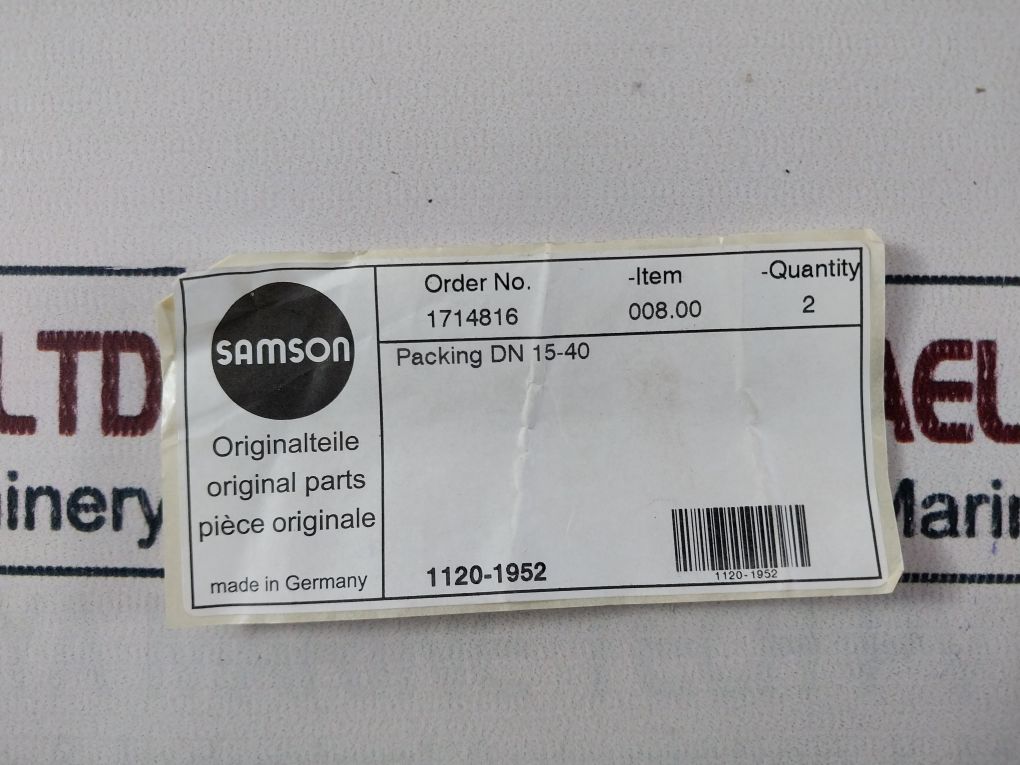 SAMSON
Originalteile
original parts
pièce originale
made in Germany
Order No. -Item -Quantity
1714816 008.00 2
Packing DN 15-40
1120-1952
1120-1952
LTD
AEL
inery
Marin